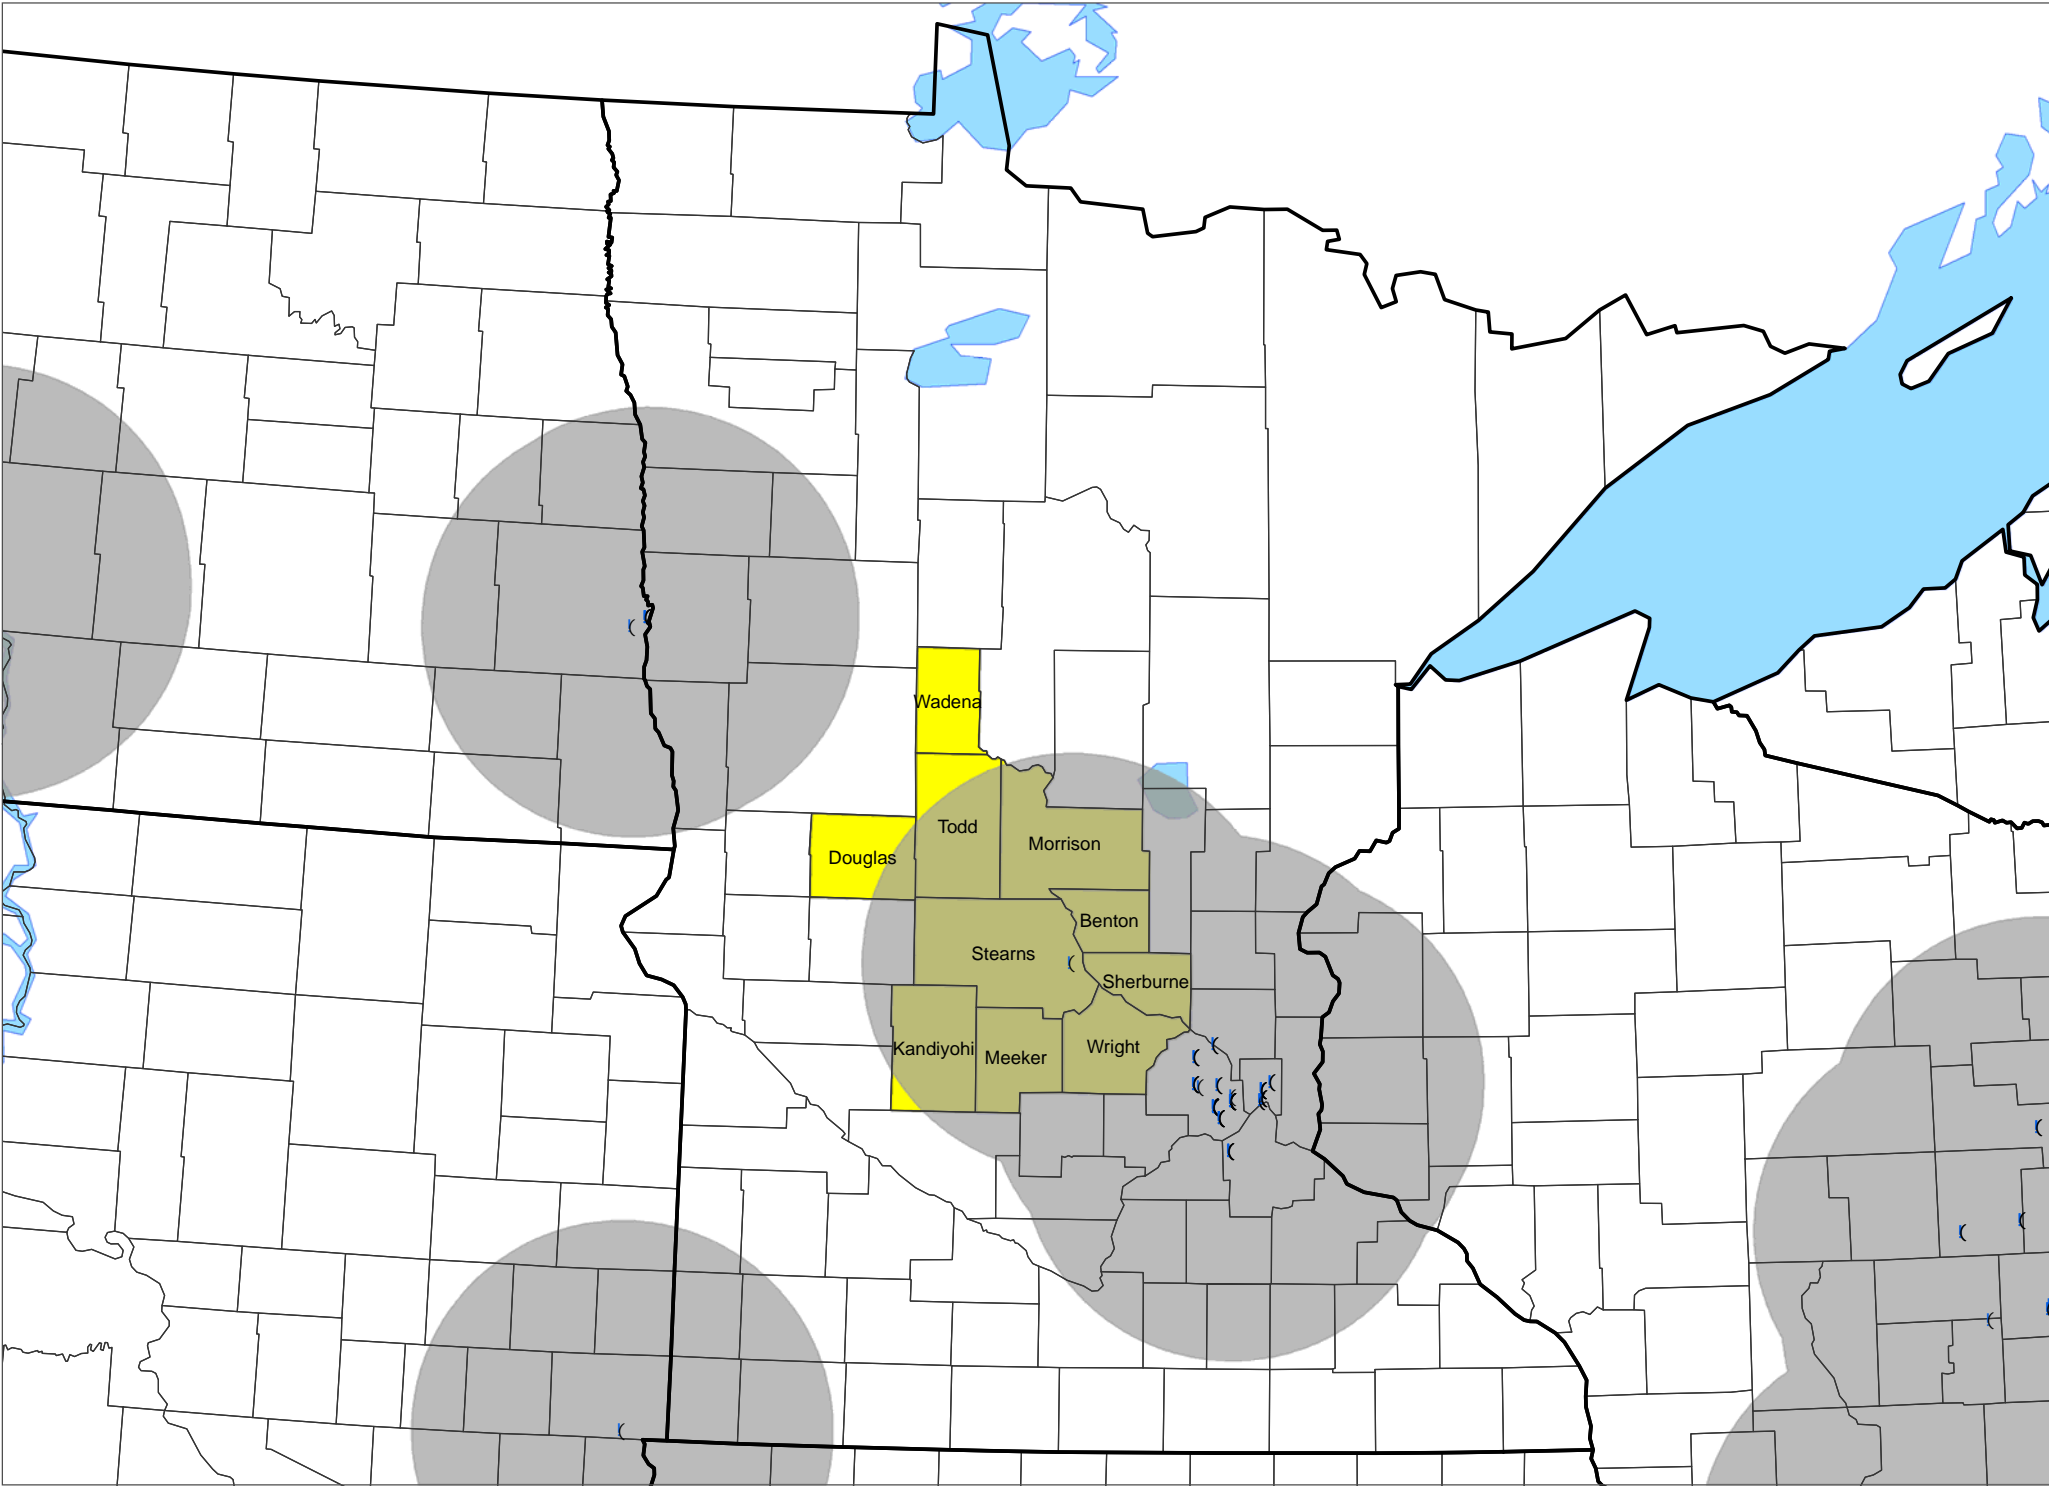 Wadena
Todd
Morrison
Douglas
Benton
Stearns
Sherburne
Kandiyohi
Meeker
Wright